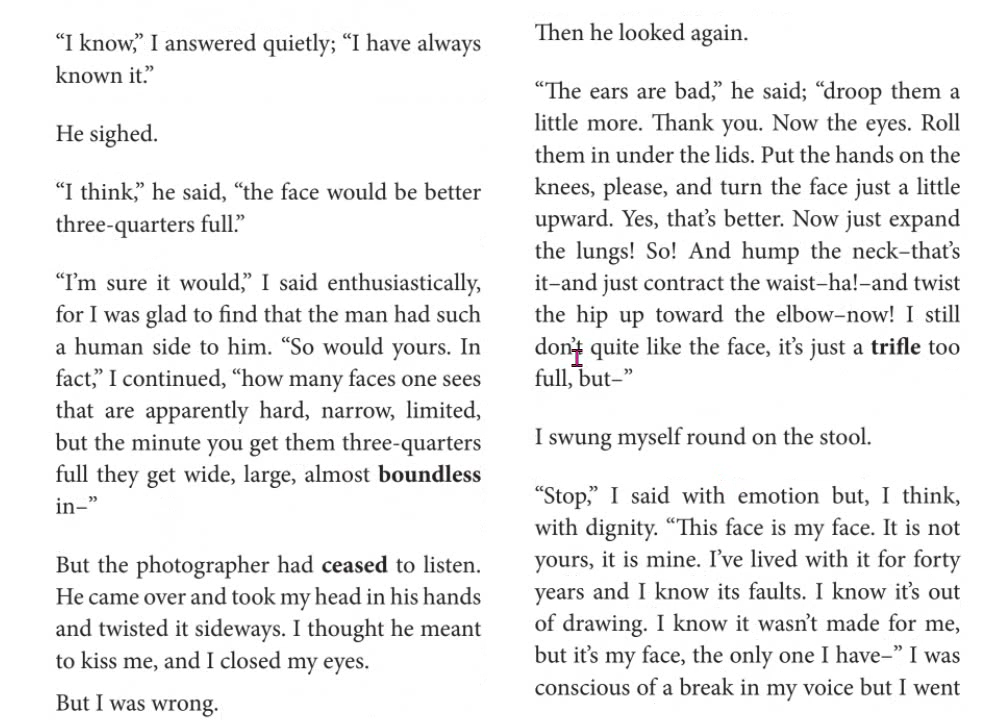 “I know,” I answered quietly; “I have always
known it.”
He sighed.
“I think,” he said, “the face would be better
three-quarters full.”
“I’m sure it would,” I said enthusiastically,
for I was glad to find that the man had such
a human side to him. “So would yours. In
fact,” I continued, “how many faces one sees
that are apparently hard, narrow, limited,
but the minute you get them three-quarters
full they get wide, large, almost boundless
in–”
But the photographer had ceased to listen.
He came over and took my head in his hands
and twisted it sideways. I thought he meant
to kiss me, and I closed my eyes.
But I was wrong.
Then he looked again.
“The ears are bad,” he said; “droop them a
little more. Thank you. Now the eyes. Roll
them in under the lids. Put the hands on the
knees, please, and turn the face just a little
upward. Yes, that’s better. Now just expand
the lungs! So! And hump the neck–that’s
it–and just contract the waist–ha!–and twist
the hip up toward the elbow–now! I still
don’t quite like the face, it’s just a trifle too
full, but–”
I swung myself round on the stool.
“Stop,” I said with emotion but, I think,
with dignity. “This face is my face. It is not
yours, it is mine. I’ve lived with it for forty
years and I know its faults. I know it’s out
of drawing. I know it wasn’t made for me,
but it’s my face, the only one I have–” I was
conscious of a break in my voice but I went